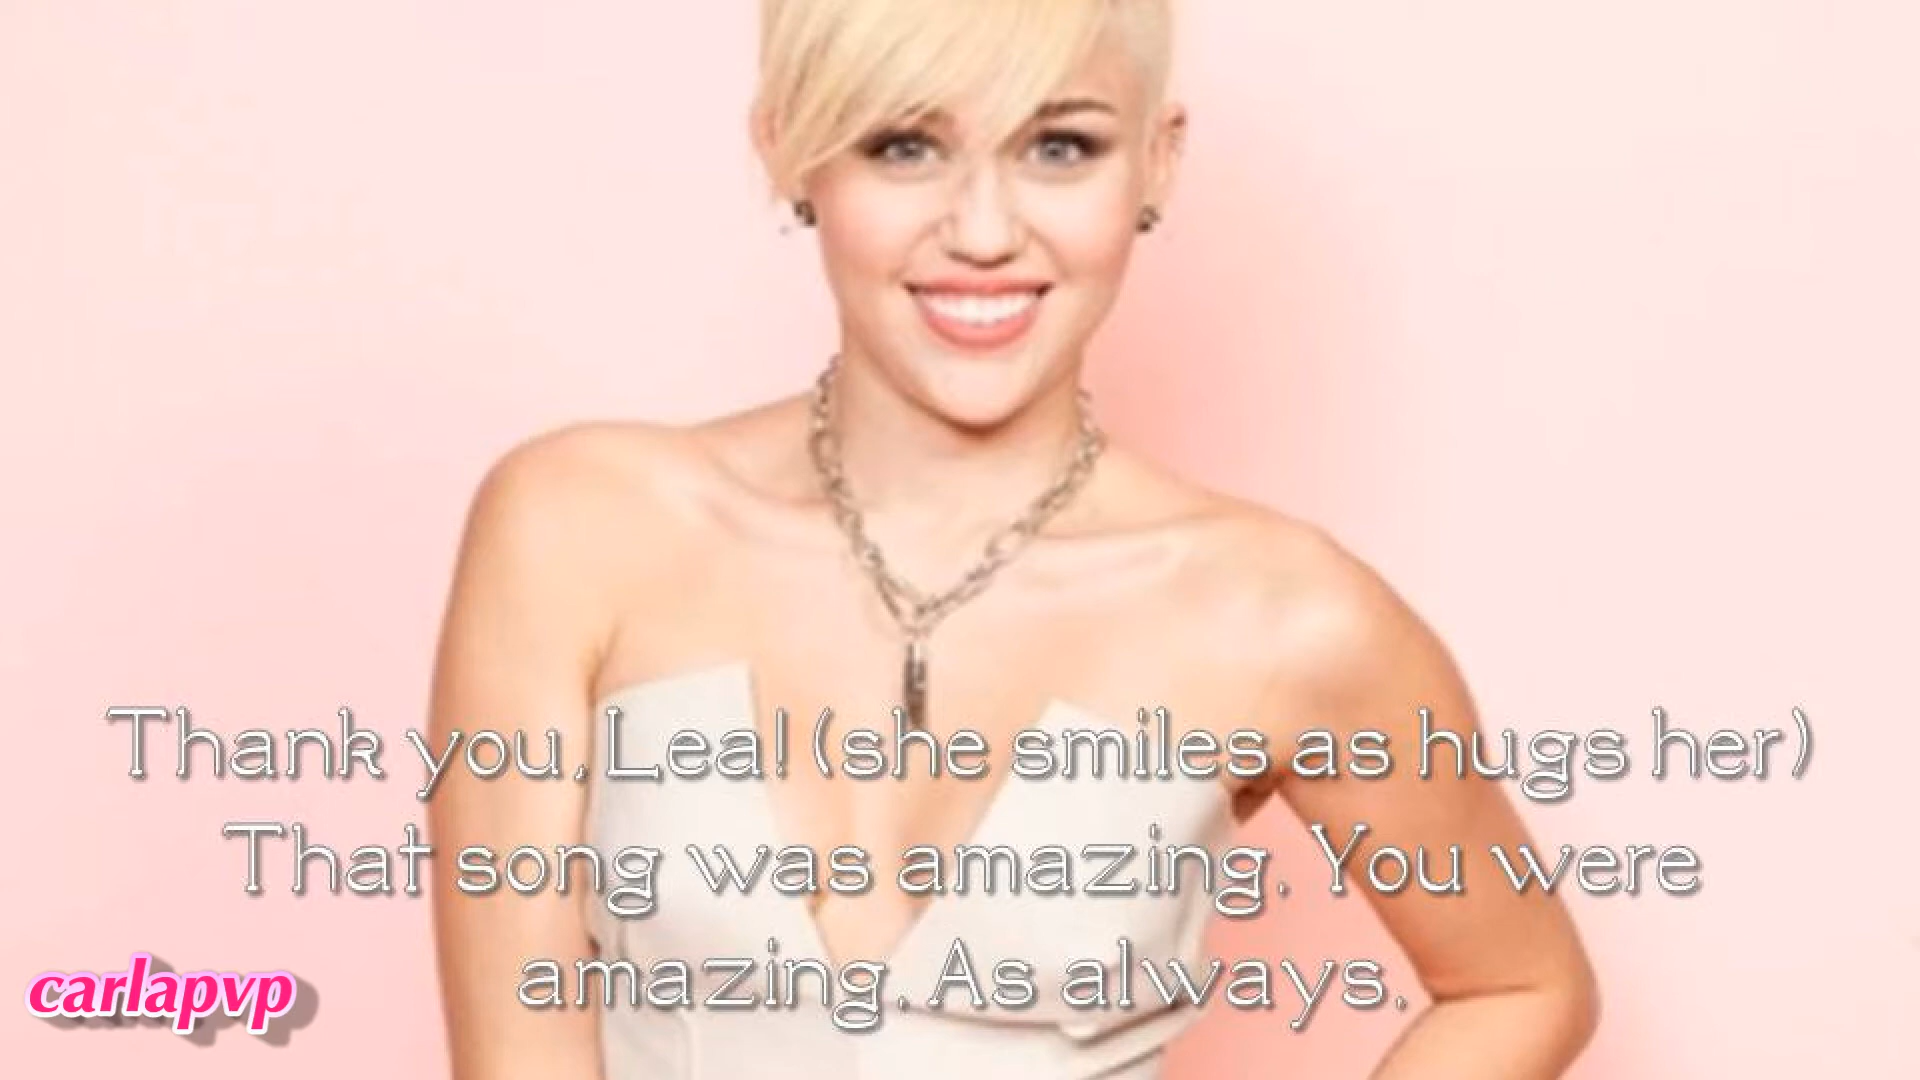 Thank you, Lea! (she smiles as hugs her)
That song was amazing. You were
amazing. As always.
carlapvp